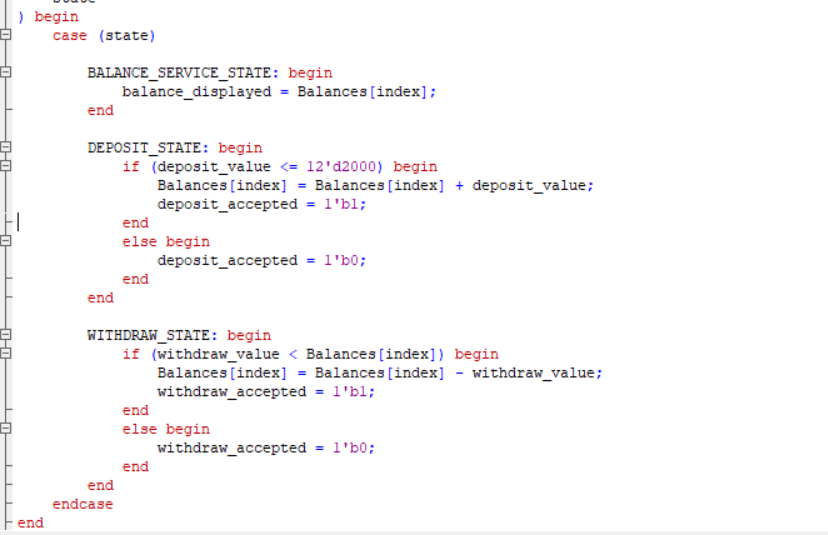 state
) begin
case (state)
BALANCE_SERVICE_STATE: begin
balance_displayed = Balances[index];
end
DEPOSIT_STATE: begin
if (deposit_value <= 12'd2000) begin
Balances[index] = Balances[index] + deposit_value;
deposit_accepted = 1'b1;
end
else begin
deposit_accepted = 1'b0;
end
end
WITHDRAW_STATE: begin
if (withdraw_value < Balances[index]) begin
Balances[index] = Balances[index] - withdraw_value;
withdraw_accepted = 1'b1;
end
else begin
withdraw_accepted = 1'b0;
end
end
endcase
end